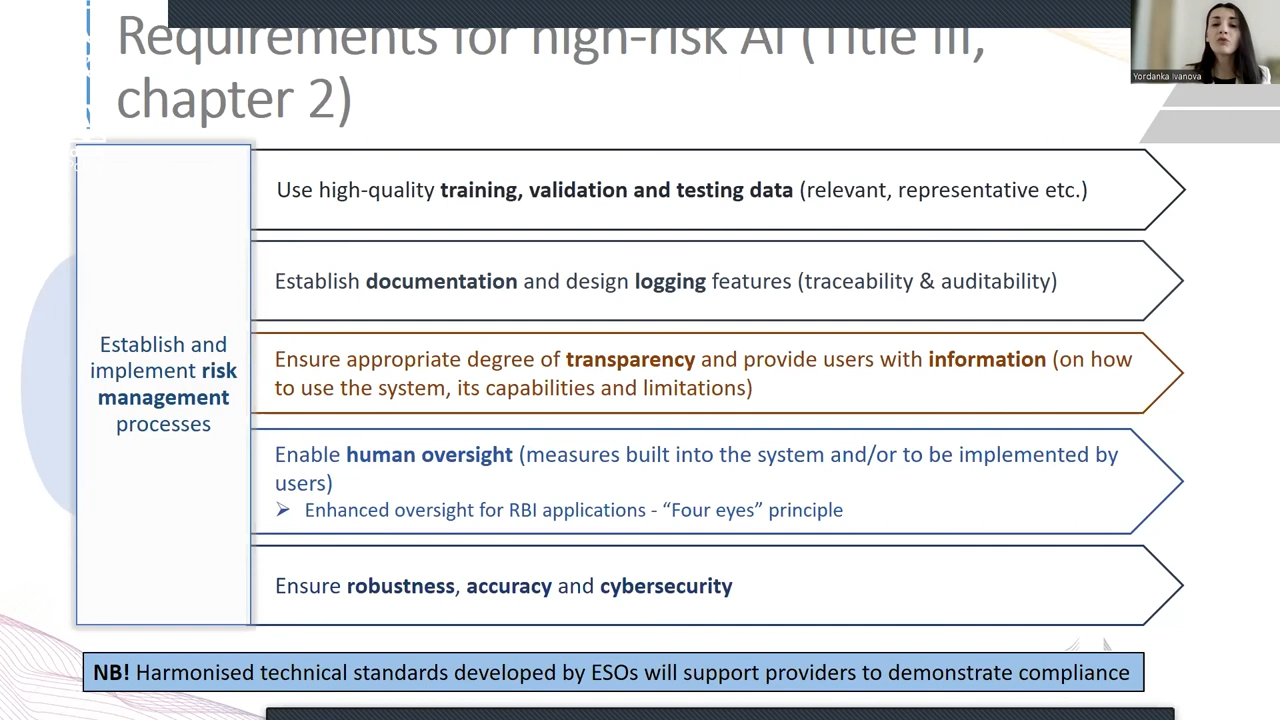 Requirements for high-risk AI (Title III,
chapter 2)
Yordanka Ivanova
Use high-quality training, validation and testing data (relevant, representative etc.)
Establish documentation and design logging features (traceability & auditability)
Establish and
implement risk
management
processes
Ensure appropriate degree of transparency and provide users with information (on how
to use the system, its capabilities and limitations)
Enable human oversight (measures built into the system and/or to be implemented by
users)
➢ Enhanced oversight for RBI applications - “Four eyes” principle
Ensure robustness, accuracy and cybersecurity
NB! Harmonised technical standards developed by ESOs will support providers to demonstrate compliance